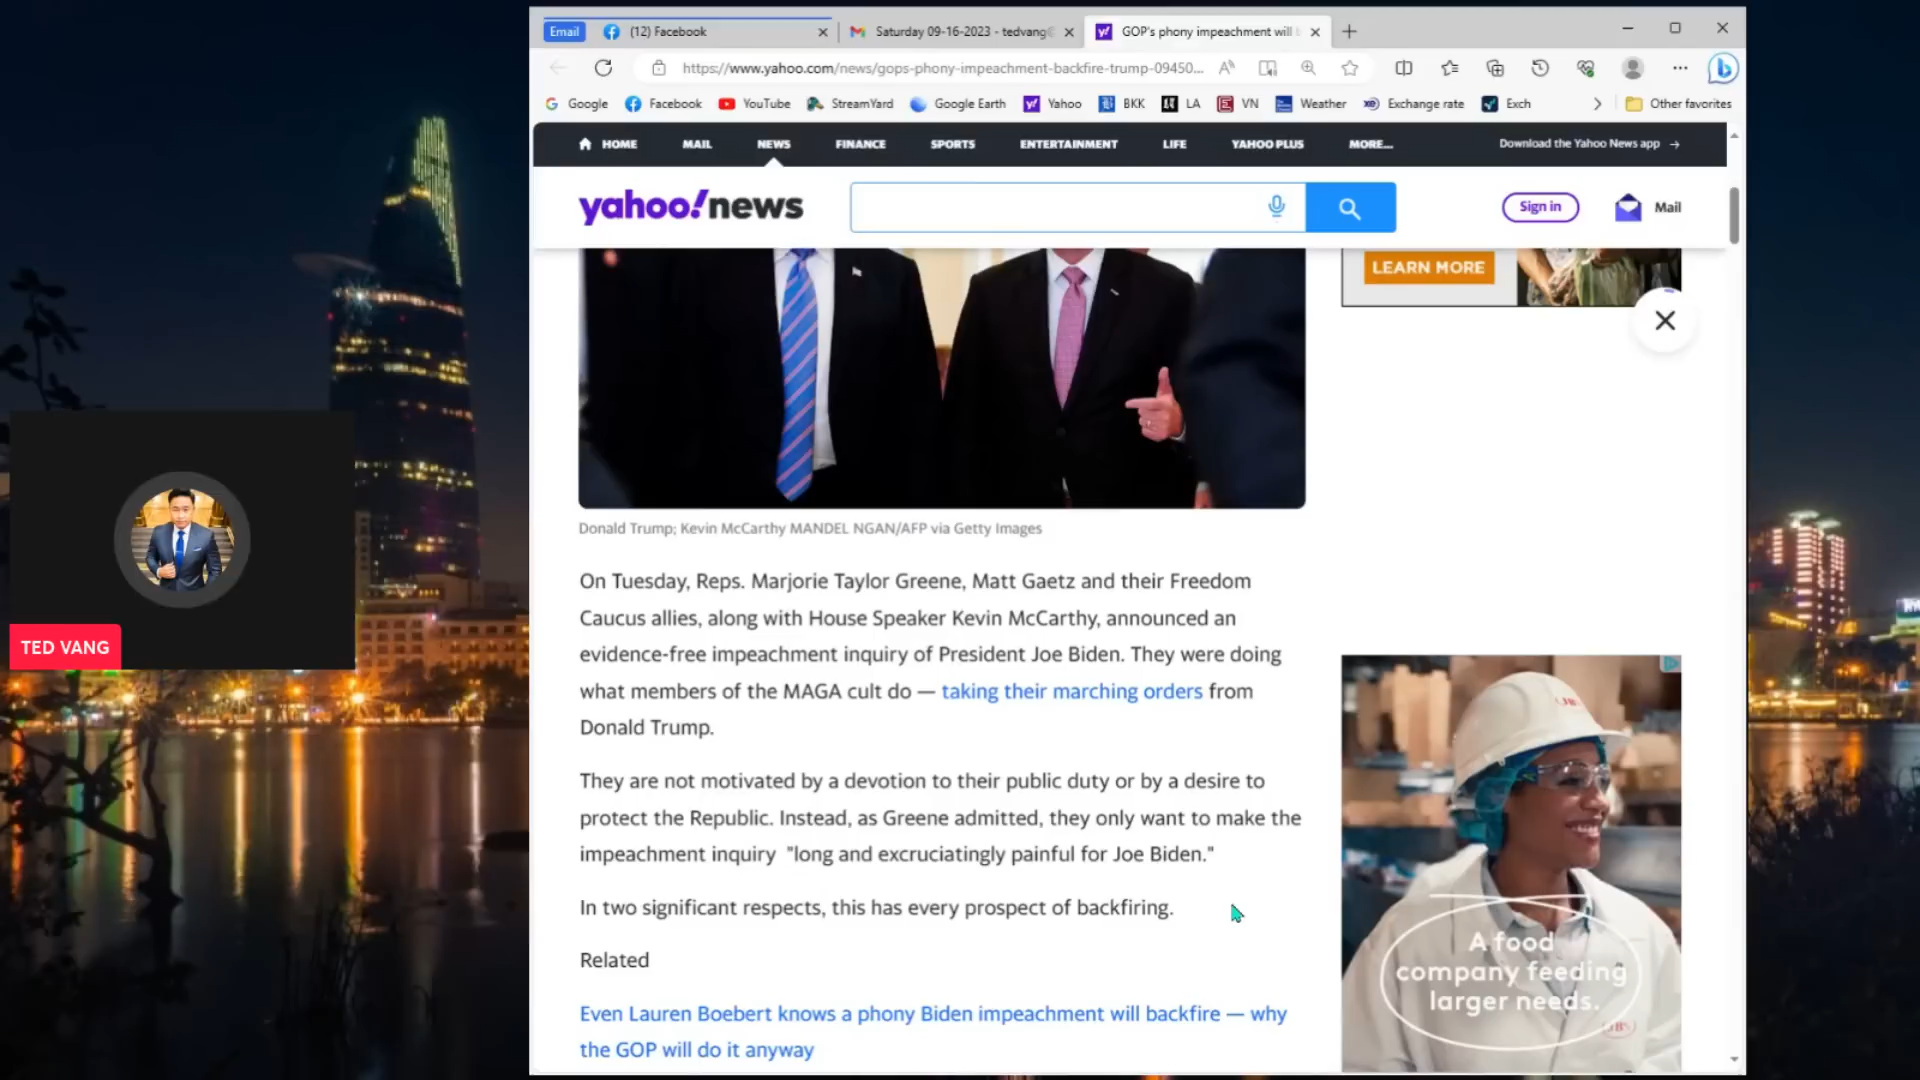 Email
(12) Facebook
Saturday 09-16-2023 - tedvang
GOP's phony impeachment will
https://www.yahoo.com/news/gops-phony-impeachment-backfire-trump-09450...
Google
Facebook
YouTube
StreamYard
Google Earth
Yahoo
BKK
LA
VN
Weather
Exchange rate
Exch
Other favorites
HOME
MAIL
NEWS
FINANCE
SPORTS
ENTERTAINMENT
LIFE
YAHOO PLUS
MORE...
Download the Yahoo News app →
yahoo!news
Sign in
Mail
LEARN MORE
Donald Trump; Kevin McCarthy MANDEL NGAN/AFP via Getty Images
On Tuesday, Reps. Marjorie Taylor Greene, Matt Gaetz and their Freedom
Caucus allies, along with House Speaker Kevin McCarthy, announced an
evidence-free impeachment inquiry of President Joe Biden. They were doing
what members of the MAGA cult do — taking their marching orders from
Donald Trump.
They are not motivated by a devotion to their public duty or by a desire to
protect the Republic. Instead, as Greene admitted, they only want to make the
impeachment inquiry "long and excruciatingly painful for Joe Biden."
In two significant respects, this has every prospect of backfiring.
Related
Even Lauren Boebert knows a phony Biden impeachment will backfire — why
the GOP will do it anyway
A food
company feeding
larger needs.
JBS
TED VANG